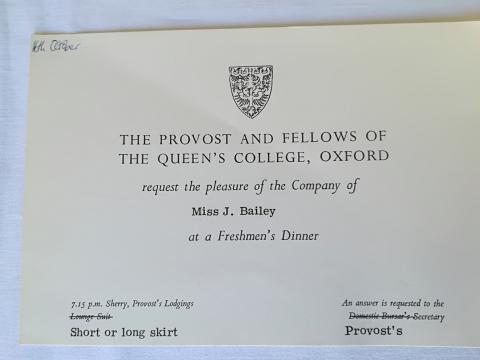 16th October
THE PROVOST AND FELLOWS OF
THE QUEEN'S COLLEGE, OXFORD
request the pleasure of the Company of
Miss J. Bailey
at a Freshmen's Dinner
7.15 p.m. Sherry, Provost's Lodgings
Lounge Suit
Short or long skirt
An answer is requested to the
Domestic Bursar's Secretary
Provost's